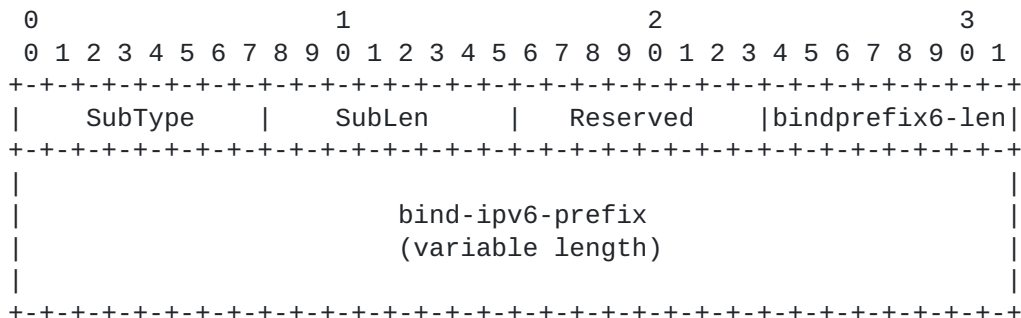 0                   1                   2                   3
 0 1 2 3 4 5 6 7 8 9 0 1 2 3 4 5 6 7 8 9 0 1 2 3 4 5 6 7 8 9 0 1
+-+-+-+-+-+-+-+-+-+-+-+-+-+-+-+-+-+-+-+-+-+-+-+-+-+-+-+-+-+-+-+-+
|    SubType    |    SubLen     |   Reserved    |bindprefix6-len|
+-+-+-+-+-+-+-+-+-+-+-+-+-+-+-+-+-+-+-+-+-+-+-+-+-+-+-+-+-+-+-+-+
|                                                               |
|                        bind-ipv6-prefix                       |
|                        (variable length)                      |
|                                                               |
+-+-+-+-+-+-+-+-+-+-+-+-+-+-+-+-+-+-+-+-+-+-+-+-+-+-+-+-+-+-+-+-+